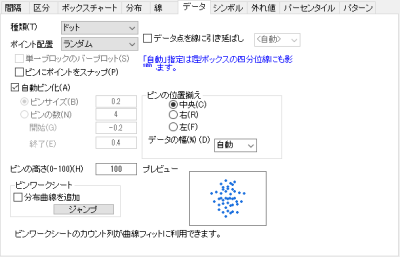 間隔 区分 ボックスチャート 分布 線 データ シンボル 外れ値 パーセンタイル パターン
種類(T) ドット
ポイント配置 ランダム
データ点を線に引き延ばし <自動>
単一ブロックのバープロット(S)
ビンにポイントをスナップ(P)
「自動」指定は型ボックスの四分位線にも影
響します。
自動ビン化(A)
ビンサイズ(B) 0.2
ビンの数(N) 4
開始(G) -0.2
終了(E) 0.4
ビンの位置揃え
中央(C)
右(R)
左(F)
データの幅(%) (D) 自動
ビンの高さ(0-100)(H) 100
プレビュー
ビンワークシート
分布曲線を追加
ジャンプ
ビンワークシートのカウント列が曲線フィットに利用できます。